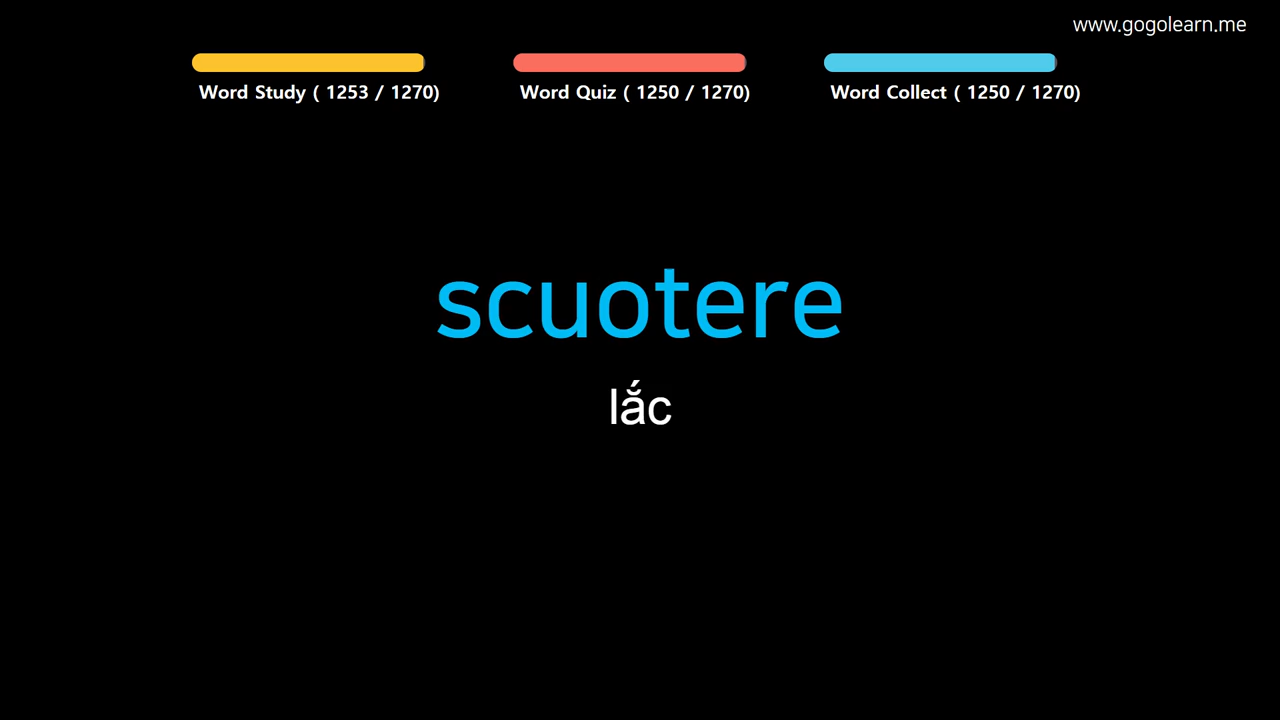 www.gogolearn.me
Word Study ( 1253 / 1270)
Word Quiz ( 1250 / 1270)
Word Collect ( 1250 / 1270)
scuotere
lắc